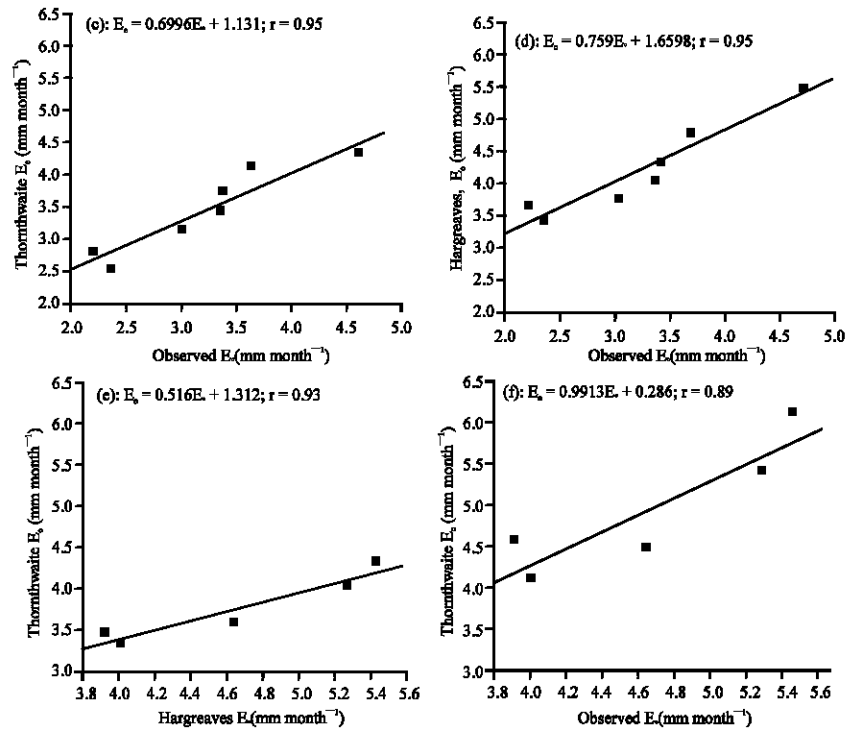 (c): Eₒ = 0.6996Eₒ + 1.131; r = 0.95
6.5
6.0
5.5
5.0
4.5
4.0
3.5
3.0
2.5
2.0
Thornthwaite Eₒ (mm month⁻¹)
2.0 2.5 3.0 3.5 4.0 4.5 5.0
Observed Eₒ(mm month⁻¹)
(d): Eₒ = 0.759Eₒ + 1.6598; r = 0.95
6.5
6.0
5.5
5.0
4.5
4.0
3.5
3.0
2.5
2.0
Hargreaves, Eₒ (mm month⁻¹)
2.0 2.5 3.0 3.5 4.0 4.5 5.0
Observed Eₒ(mm month⁻¹)
(e): Eₒ = 0.516Eₒ + 1.312; r = 0.93
6.5
6.0
5.5
5.0
4.5
4.0
3.5
3.0
Thornthwaite Eₒ (mm month⁻¹)
3.8 4.0 4.2 4.4 4.6 4.8 5.0 5.2 5.4 5.6
Hargreaves Eₒ(mm month⁻¹)
(f): Eₒ = 0.9913Eₒ + 0.286; r = 0.89
6.5
6.0
5.5
5.0
4.5
4.0
3.5
3.0
Thornthwaite Eₒ (mm month⁻¹)
3.8 4.0 4.2 4.4 4.6 4.8 5.0 5.2 5.4 5.6
Observed Eₒ(mm month⁻¹)